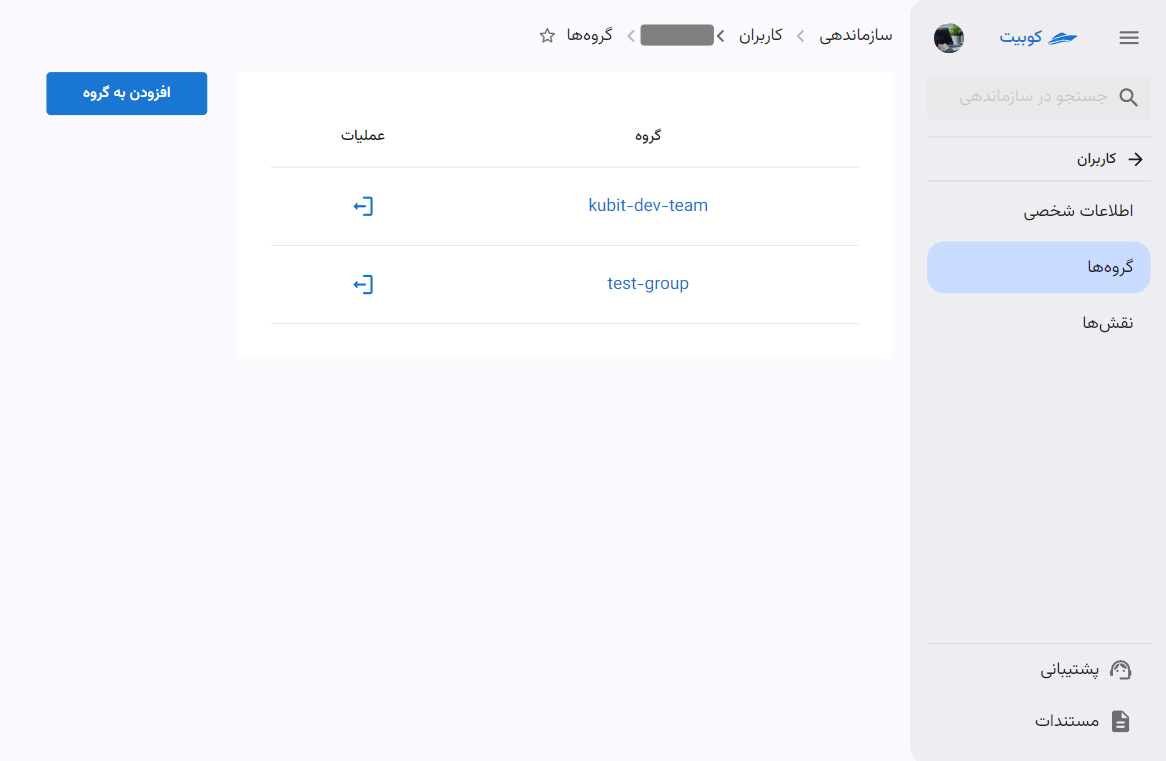 کوبیت
جستجو در سازماندهی
کاربران
اطلاعات شخصی
گروه‌ها
نقش‌ها
پشتیبانی
مستندات
سازماندهی
کاربران
گروه‌ها
افزودن به گروه
گروه عملیات
kubit-dev-team
test-group